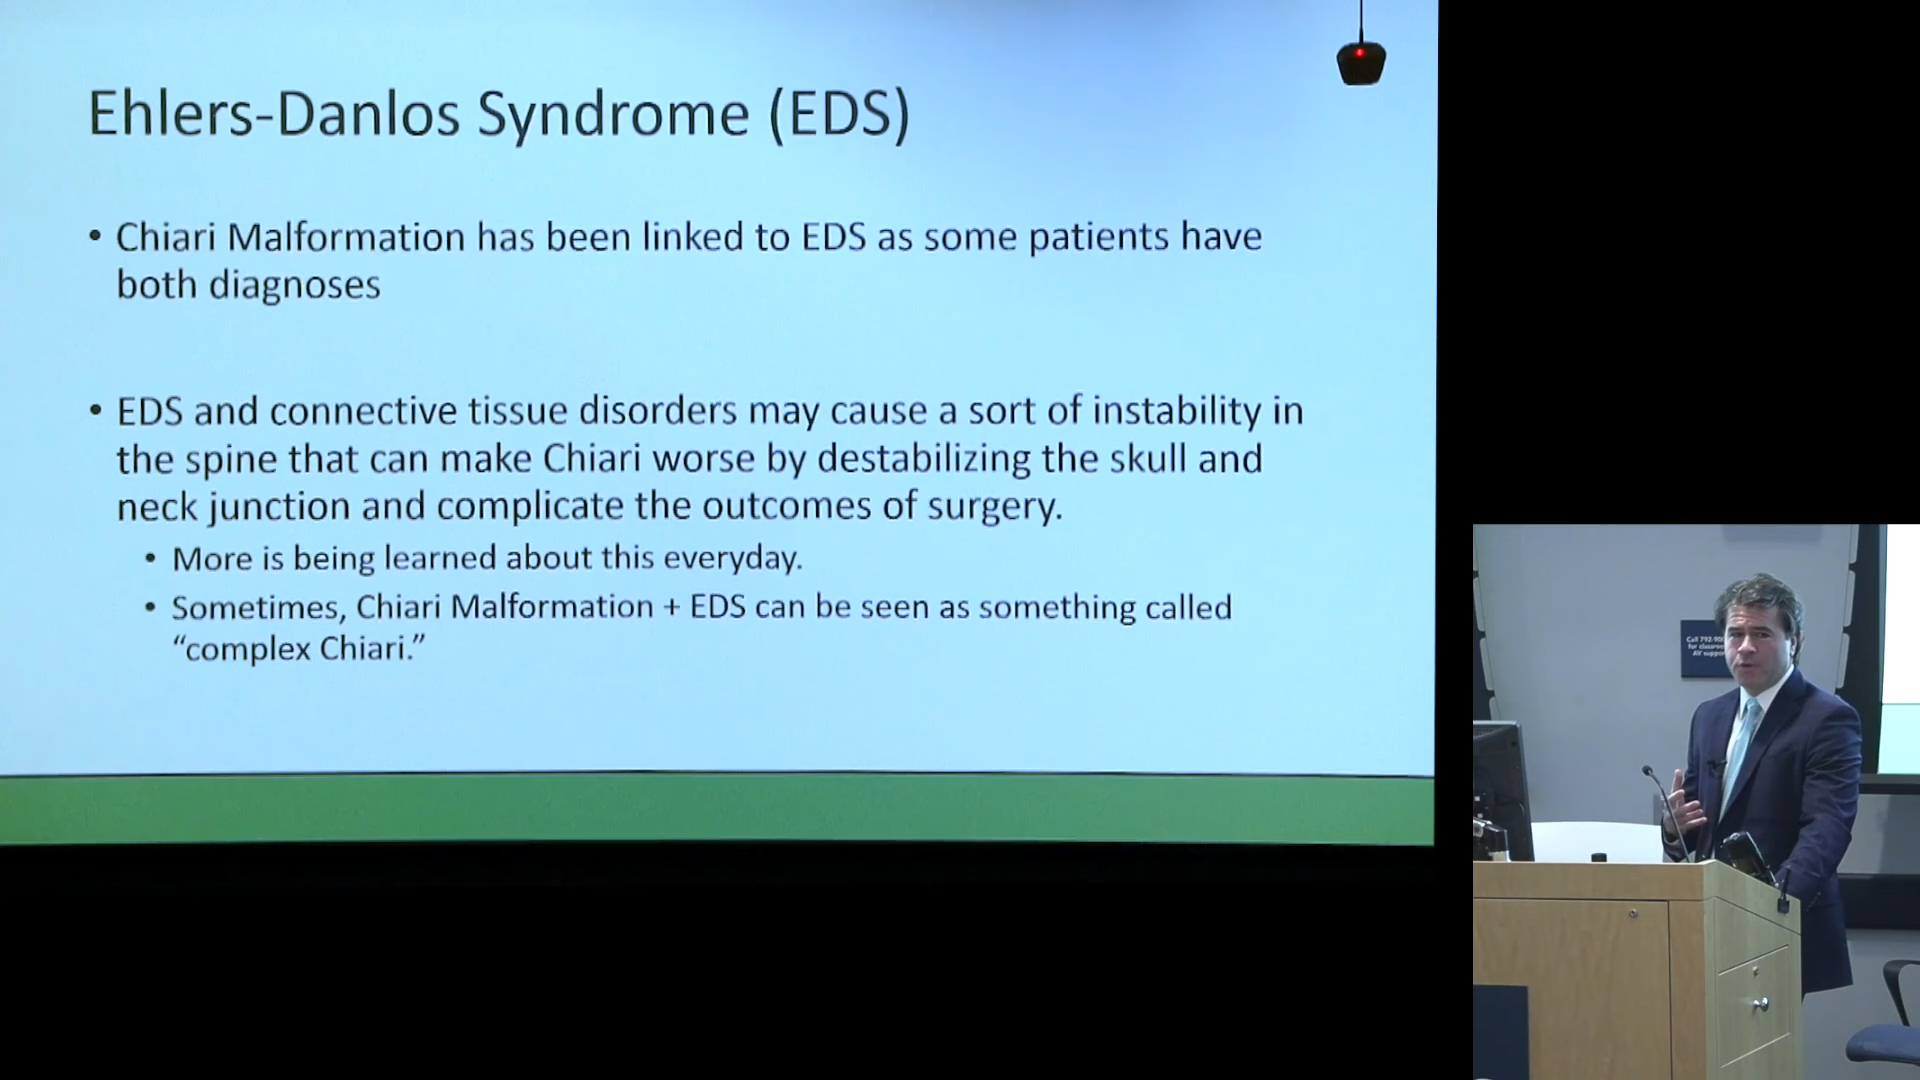 Ehlers-Danlos Syndrome (EDS)
• Chiari Malformation has been linked to EDS as some patients have
both diagnoses
• EDS and connective tissue disorders may cause a sort of instability in
the spine that can make Chiari worse by destabilizing the skull and
neck junction and complicate the outcomes of surgery.
• More is being learned about this everyday.
• Sometimes, Chiari Malformation + EDS can be seen as something called
“complex Chiari.”
Call
for
AV